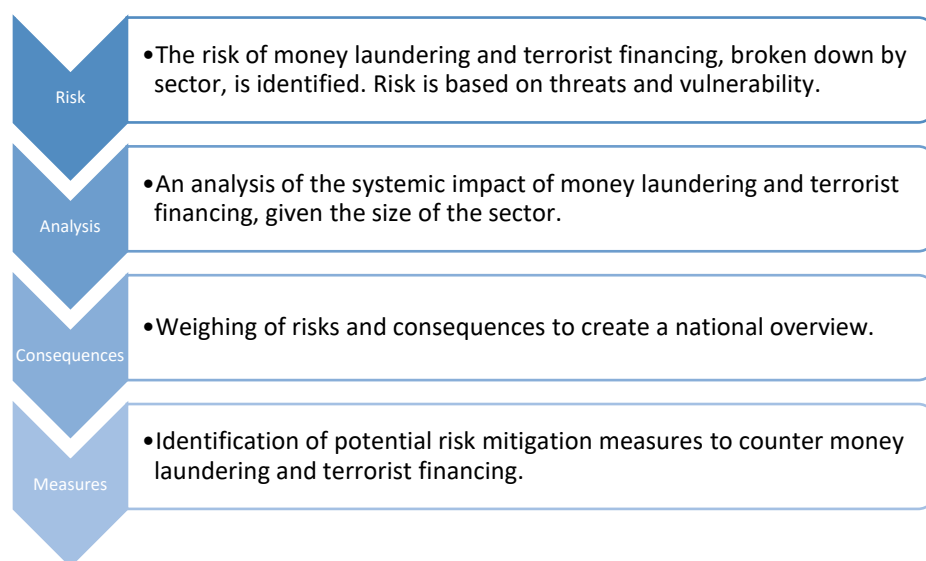 Risk
•The risk of money laundering and terrorist financing, broken down by
sector, is identified. Risk is based on threats and vulnerability.
Analysis
•An analysis of the systemic impact of money laundering and terrorist
financing, given the size of the sector.
Consequences
•Weighing of risks and consequences to create a national overview.
Measures
•Identification of potential risk mitigation measures to counter money
laundering and terrorist financing.